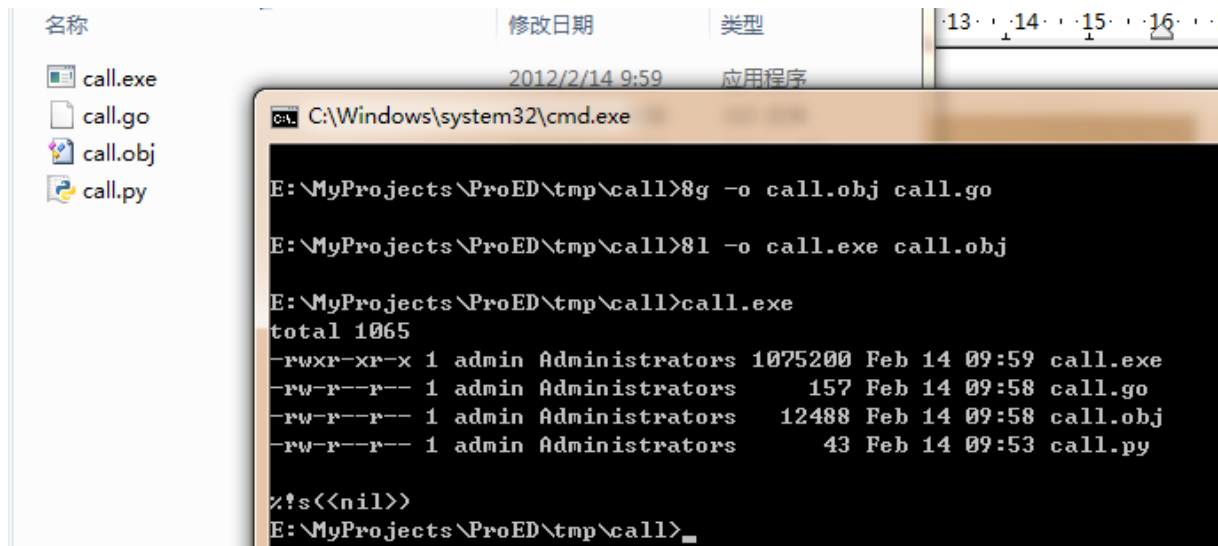 名称 修改日期 类型
·13· ·14· ·15· ·16·
call.exe 2012/2/14 9:59 应用程序
call.go
call.obj
call.py
C:\Windows\system32\cmd.exe
E:\MyProjects\ProED\tmp\call>8g -o call.obj call.go
E:\MyProjects\ProED\tmp\call>8l -o call.exe call.obj
E:\MyProjects\ProED\tmp\call>call.exe
total 1065
-rwxr-xr-x 1 admin Administrators 1075200 Feb 14 09:59 call.exe
-rw-r--r-- 1 admin Administrators 157 Feb 14 09:58 call.go
-rw-r--r-- 1 admin Administrators 12488 Feb 14 09:58 call.obj
-rw-r--r-- 1 admin Administrators 43 Feb 14 09:53 call.py
%!s(<nil>)
E:\MyProjects\ProED\tmp\call>_